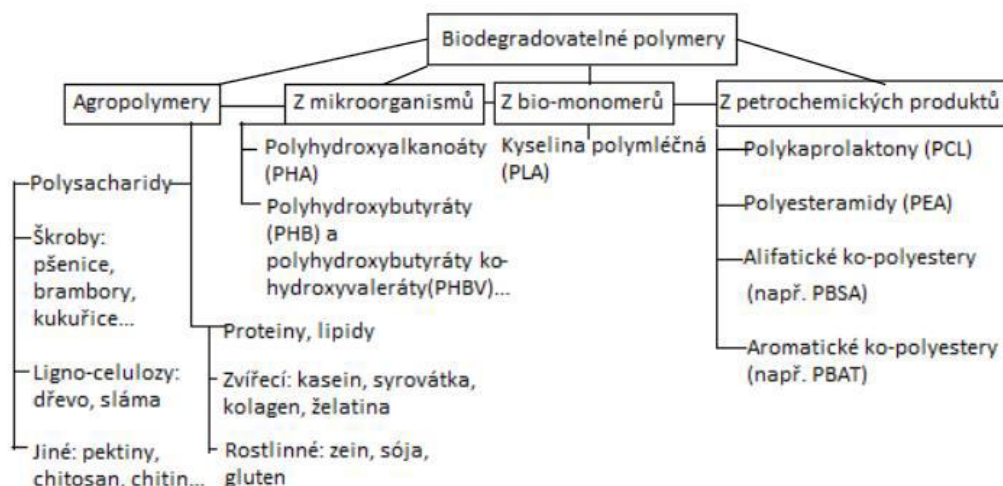 Biodegradovatelné polymery
Agropolymery
Z mikroorganismů
Z bio-monomerů
Z petrochemických produktů
Polysacharidy
Škroby:
pšenice,
brambory,
kukuřice...
Ligno-celulozy:
dřevo, sláma
Jiné: pektiny,
chitosan, chitin...
Proteiny, lipidy
Zvířecí: kasein, syrovátka,
kolagen, želatina
Rostlinné: zein, sója,
gluten
Polyhydroxyalkanoáty
(PHA)
Polyhydroxybutyráty
(PHB) a
polyhydroxybutyráty ko-
hydroxyvaleráty(PHBV)...
Kyselina polymléčná
(PLA)
Polykaprolaktony (PCL)
Polyesteramidy (PEA)
Alifatické ko-polyestery
(např. PBSA)
Aromatické ko-polyestery
(např. PBAT)